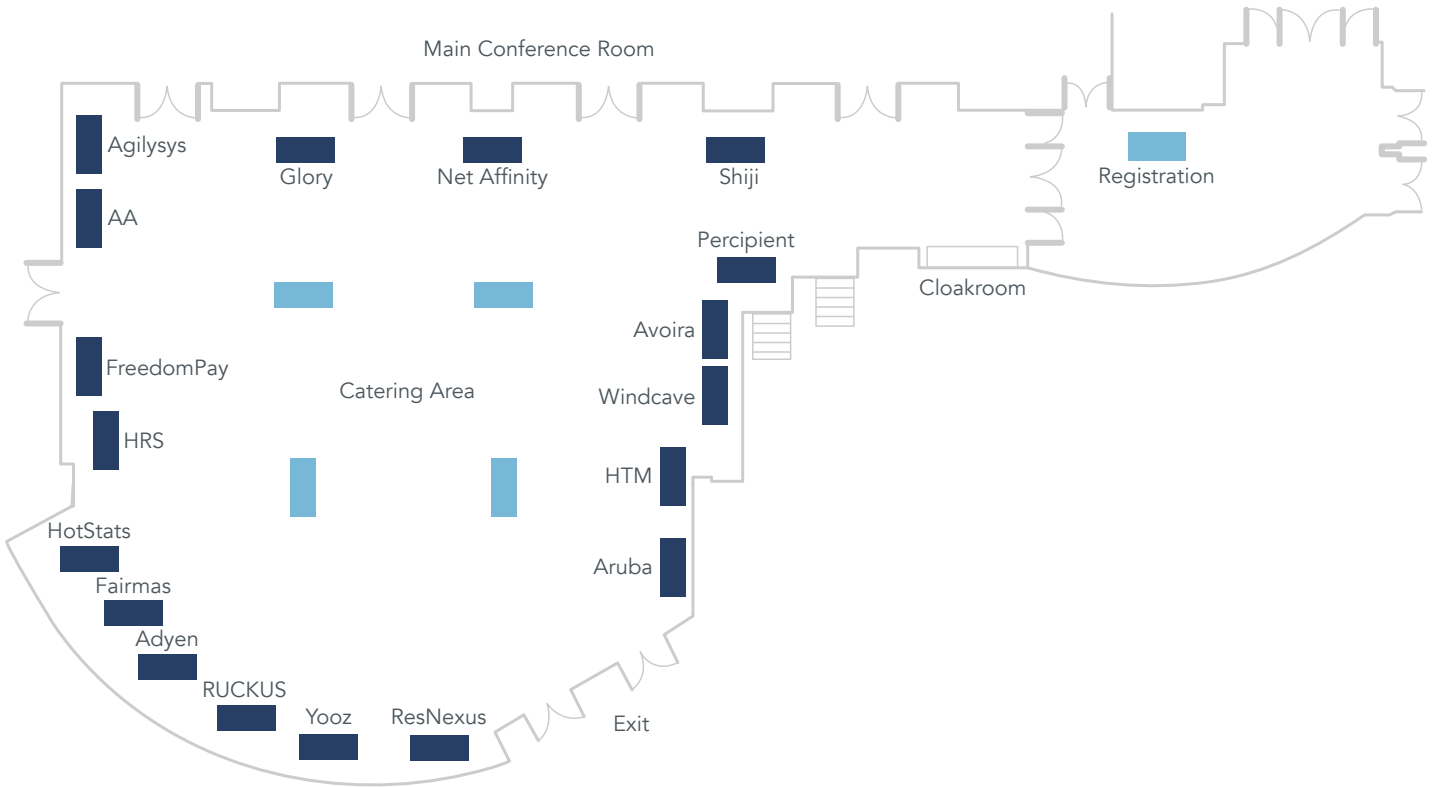 Main Conference Room
Agilysys
Glory
Net Affinity
Shiji
Registration
AA
Percipient
Cloakroom
Avoira
FreedomPay
Catering Area
Windcave
HRS
HTM
HotStats
Aruba
Fairmas
Adyen
RUCKUS
Yooz
ResNexus
Exit